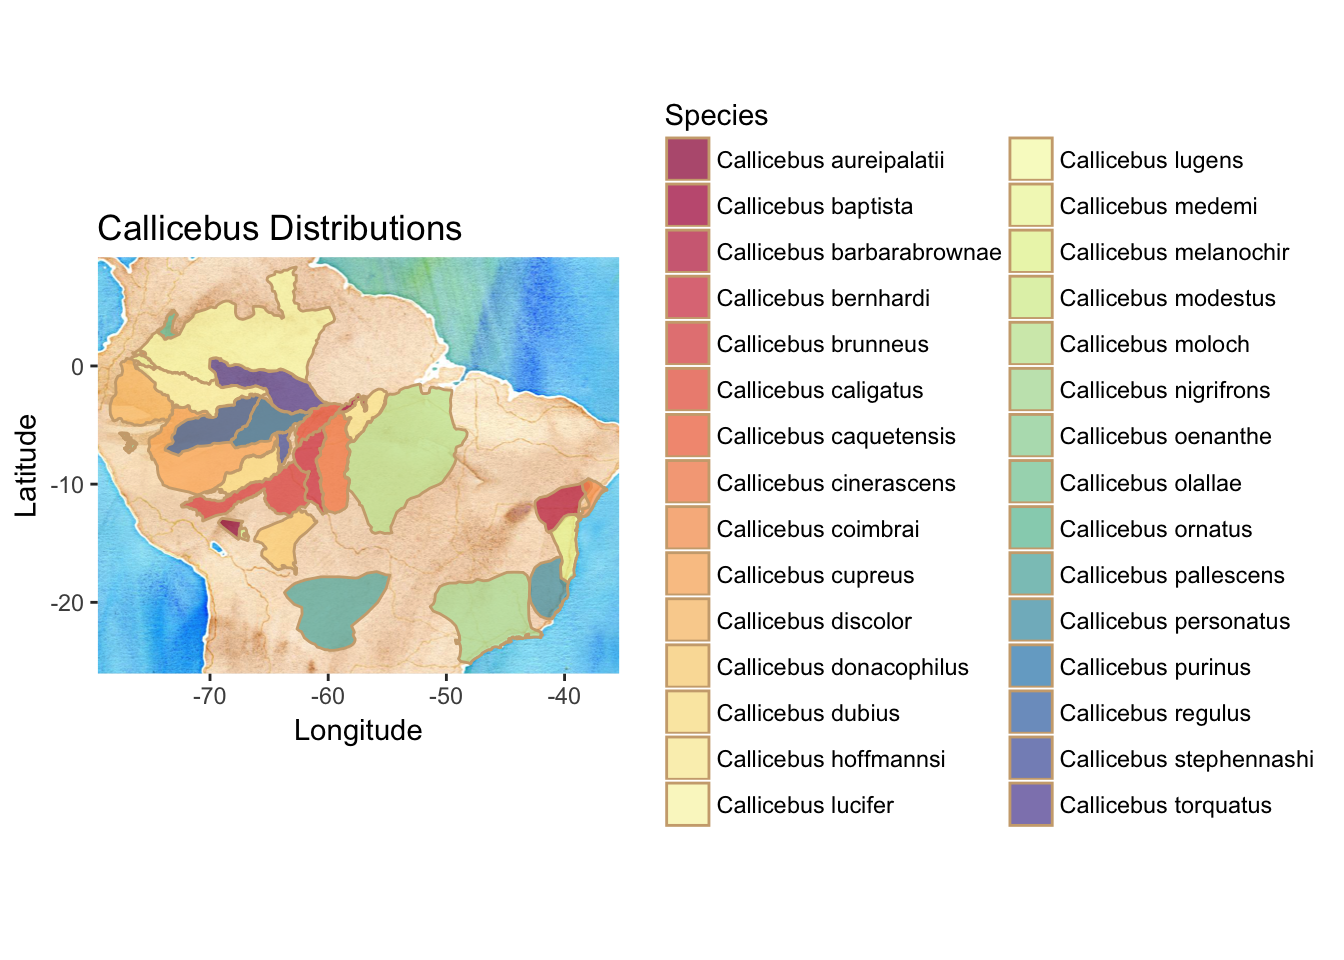 Callicebus Distributions
Latitude
0
-10
-20
-70
-60
-50
-40
Longitude
Species
Callicebus aureipalatii
Callicebus baptista
Callicebus barbarabrownae
Callicebus bernhardi
Callicebus brunneus
Callicebus caligatus
Callicebus caquetensis
Callicebus cinerascens
Callicebus coimbrai
Callicebus cupreus
Callicebus discolor
Callicebus donacophilus
Callicebus dubius
Callicebus hoffmannsi
Callicebus lucifer
Callicebus lugens
Callicebus medemi
Callicebus melanochir
Callicebus modestus
Callicebus moloch
Callicebus nigrifrons
Callicebus oenanthe
Callicebus olallae
Callicebus ornatus
Callicebus pallescens
Callicebus personatus
Callicebus purinus
Callicebus regulus
Callicebus stephennashi
Callicebus torquatus